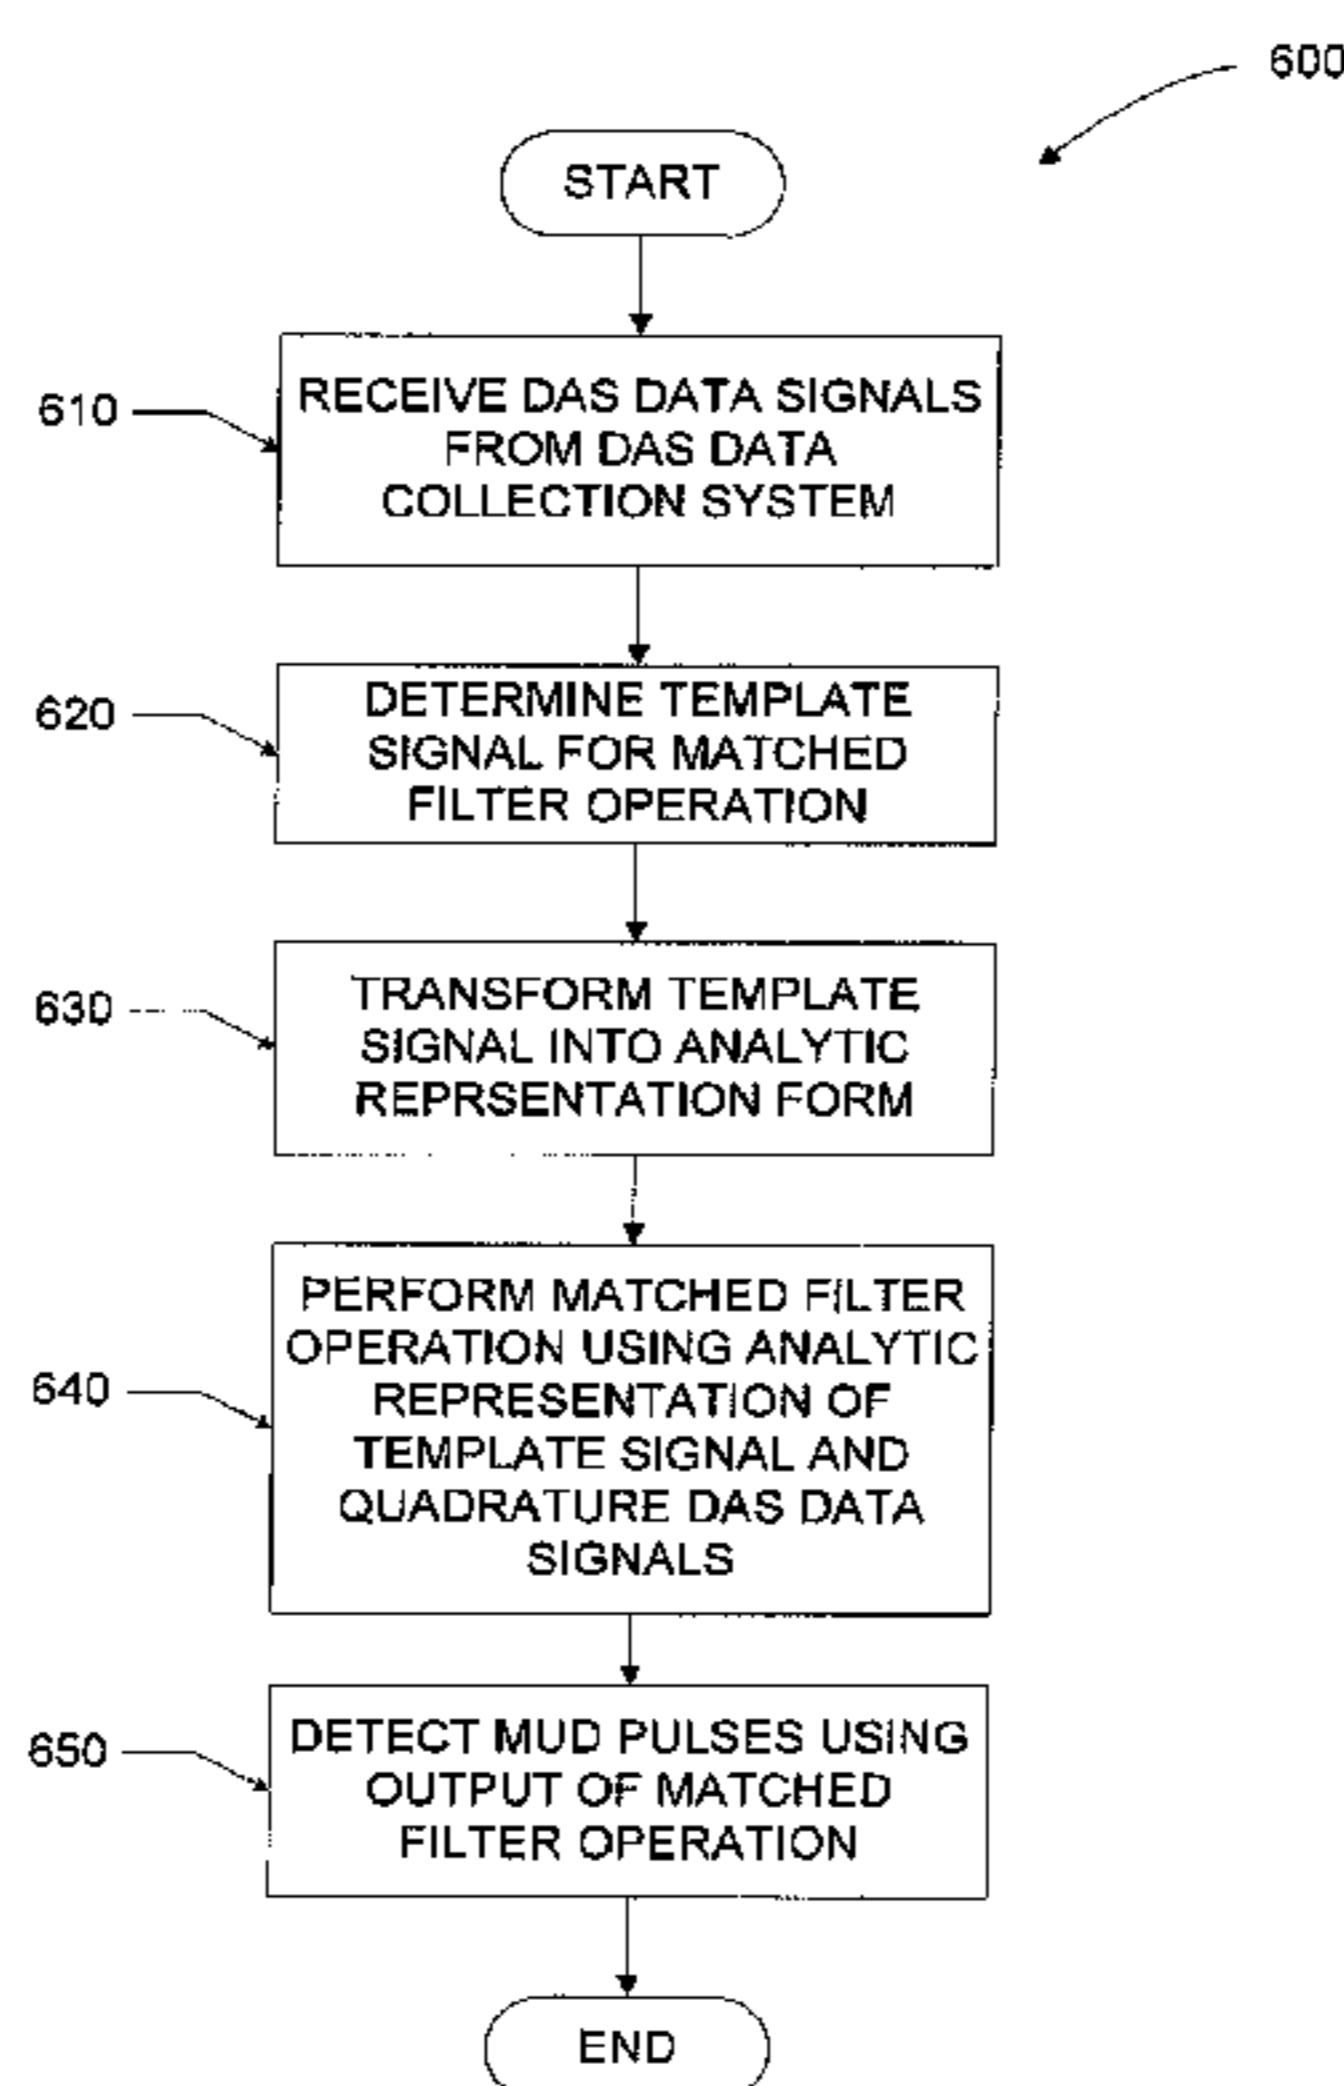 600
START
610
RECEIVE DAS DATA SIGNALS
FROM DAS DATA
COLLECTION SYSTEM
620
DETERMINE TEMPLATE
SIGNAL FOR MATCHED
FILTER OPERATION
630
TRANSFORM TEMPLATE
SIGNAL INTO ANALYTIC
REPRSENTATION FORM
640
PERFORM MATCHED FILTER
OPERATION USING ANALYTIC
REPRESENTATION OF
TEMPLATE SIGNAL AND
QUADRATURE DAS DATA
SIGNALS
650
DETECT MUD PULSES USING
OUTPUT OF MATCHED
FILTER OPERATION
END